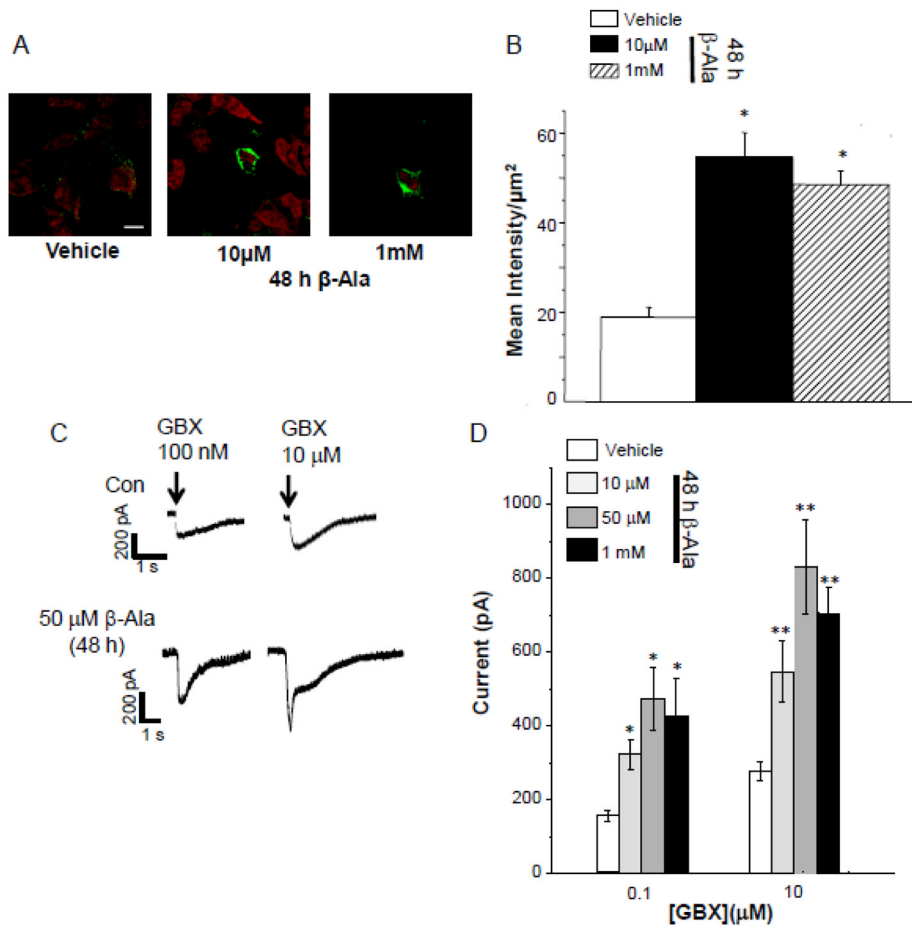 A
Vehicle
10μM
1mM
48 h β-Ala
B
Vehicle
10μM
1mM
48 h
β-Ala
*
*
60
40
20
0
Mean Intensity/μm²
C
GBX
100 nM
GBX
10 μM
Con
200 pA
1 s
50 μM β-Ala
(48 h)
200 pA
1 s
D
Vehicle
10 μM
50 μM
1 mM
48 h β-Ala
1000
800
600
400
200
0
Current (pA)
*
*
*
**
**
**
0.1
10
[GBX](μM)